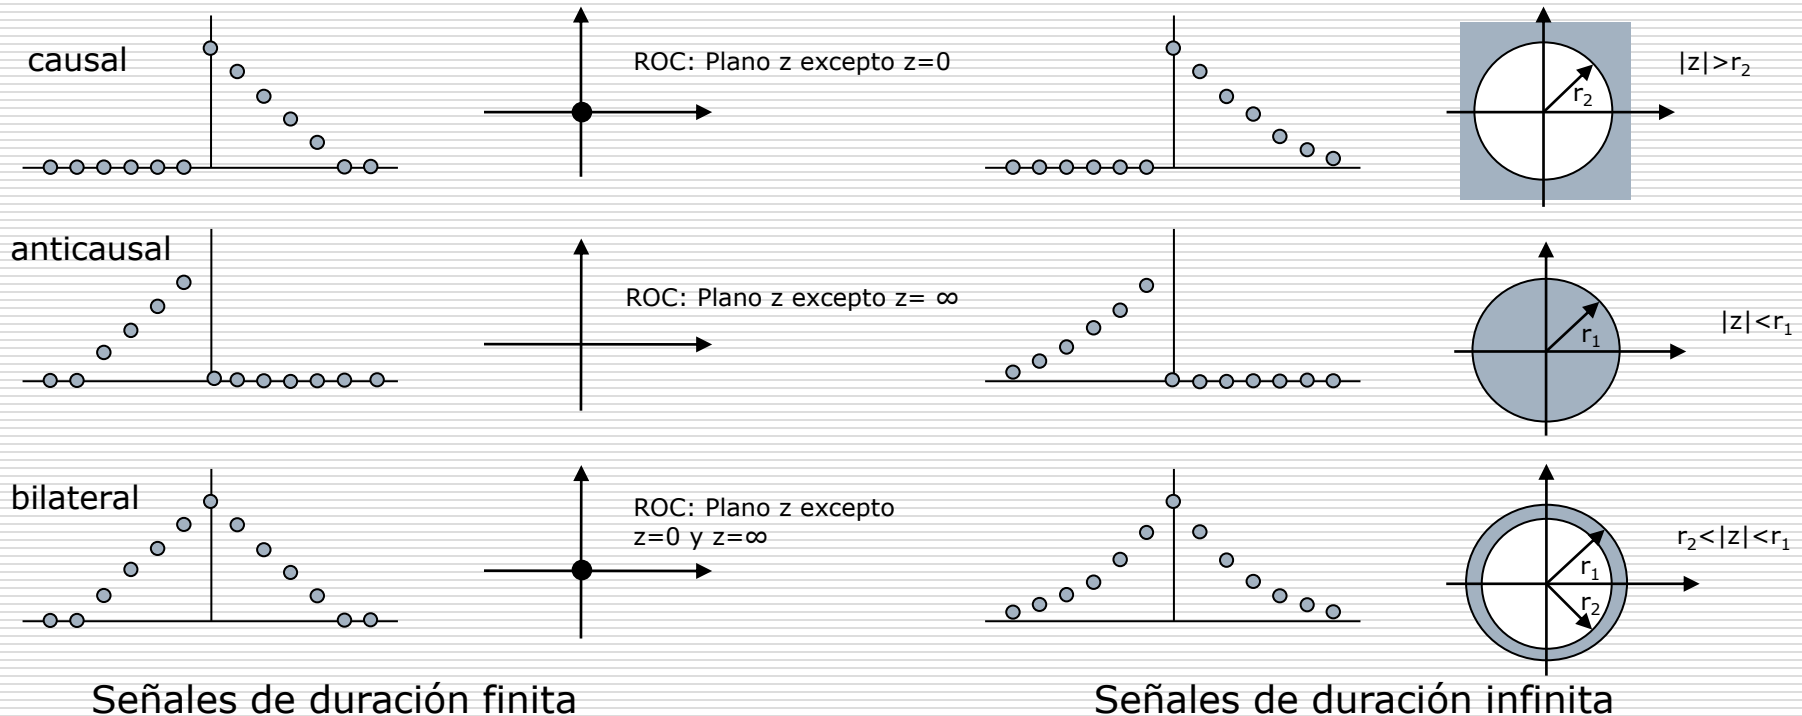 causal
ROC: Plano z excepto z=0
|z|>r2
r2
anticausal
ROC: Plano z excepto z= ∞
|z|<r1
r1
bilateral
ROC: Plano z excepto
z=0 y z=∞
r2<|z|<r1
r1
r2
Señales de duración finita
Señales de duración infinita